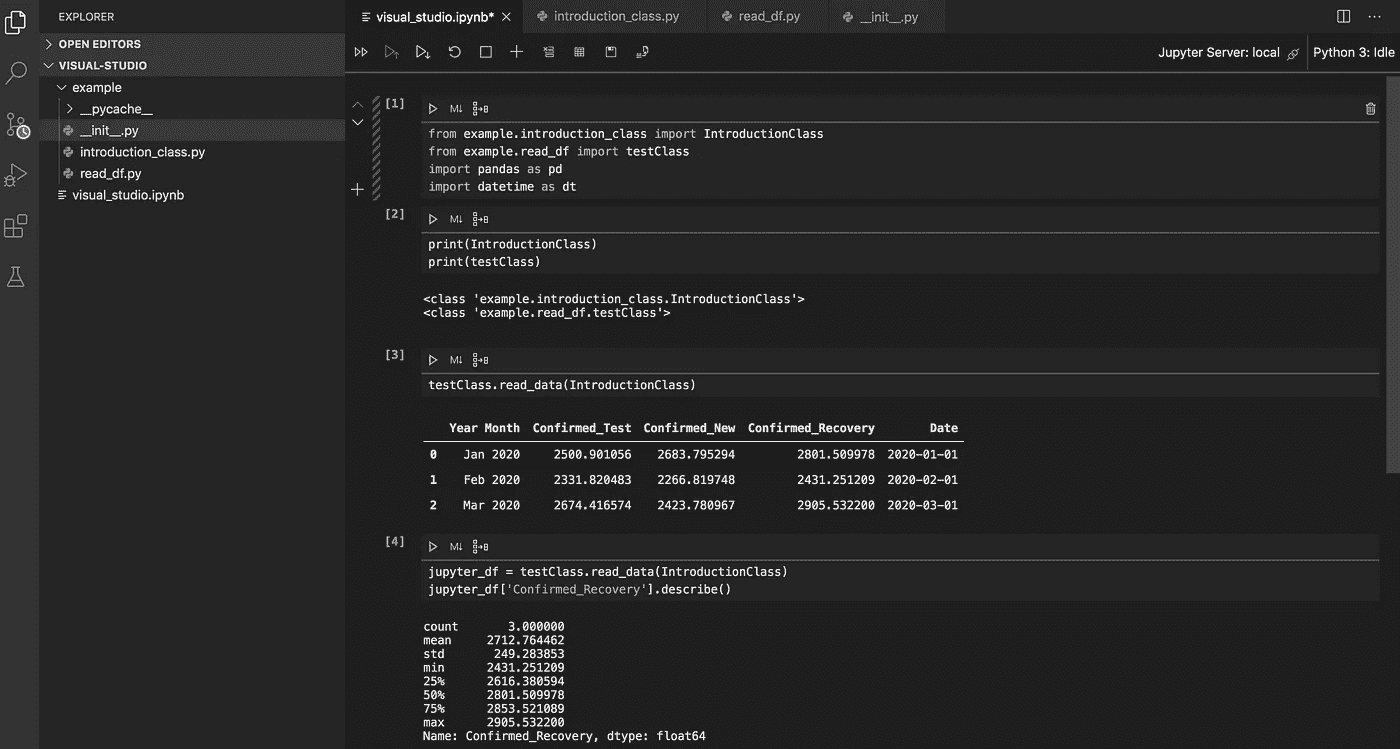 EXPLORER
OPEN EDITORS
VISUAL-STUDIO
example
__pycache__
__init__.py
introduction_class.py
read_df.py
visual_studio.ipynb
visual_studio.ipynb*
introduction_class.py
read_df.py
__init__.py
Jupyter Server: local
Python 3: Idle
[1]
M↓
from example.introduction_class import IntroductionClass
from example.read_df import testClass
import pandas as pd
import datetime as dt
[2]
M↓
print(IntroductionClass)
print(testClass)
<class 'example.introduction_class.IntroductionClass'>
<class 'example.read_df.testClass'>
[3]
M↓
testClass.read_data(IntroductionClass)
Year Month Confirmed_Test Confirmed_New Confirmed_Recovery Date
0 Jan 2020 2500.901056 2683.795294 2801.509978 2020-01-01
1 Feb 2020 2331.820483 2266.819748 2431.251209 2020-02-01
2 Mar 2020 2674.416574 2423.780967 2905.532200 2020-03-01
[4]
M↓
jupyter_df = testClass.read_data(IntroductionClass)
jupyter_df['Confirmed_Recovery'].describe()
count 3.000000
mean 2712.764462
std 249.283853
min 2431.251209
25% 2616.380594
50% 2801.509978
75% 2853.521089
max 2905.532200
Name: Confirmed_Recovery, dtype: float64